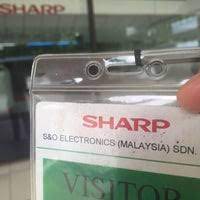 SHARP
SHARP
S&O ELECTRONICS (MALAYSIA) SDN.
VISITOR